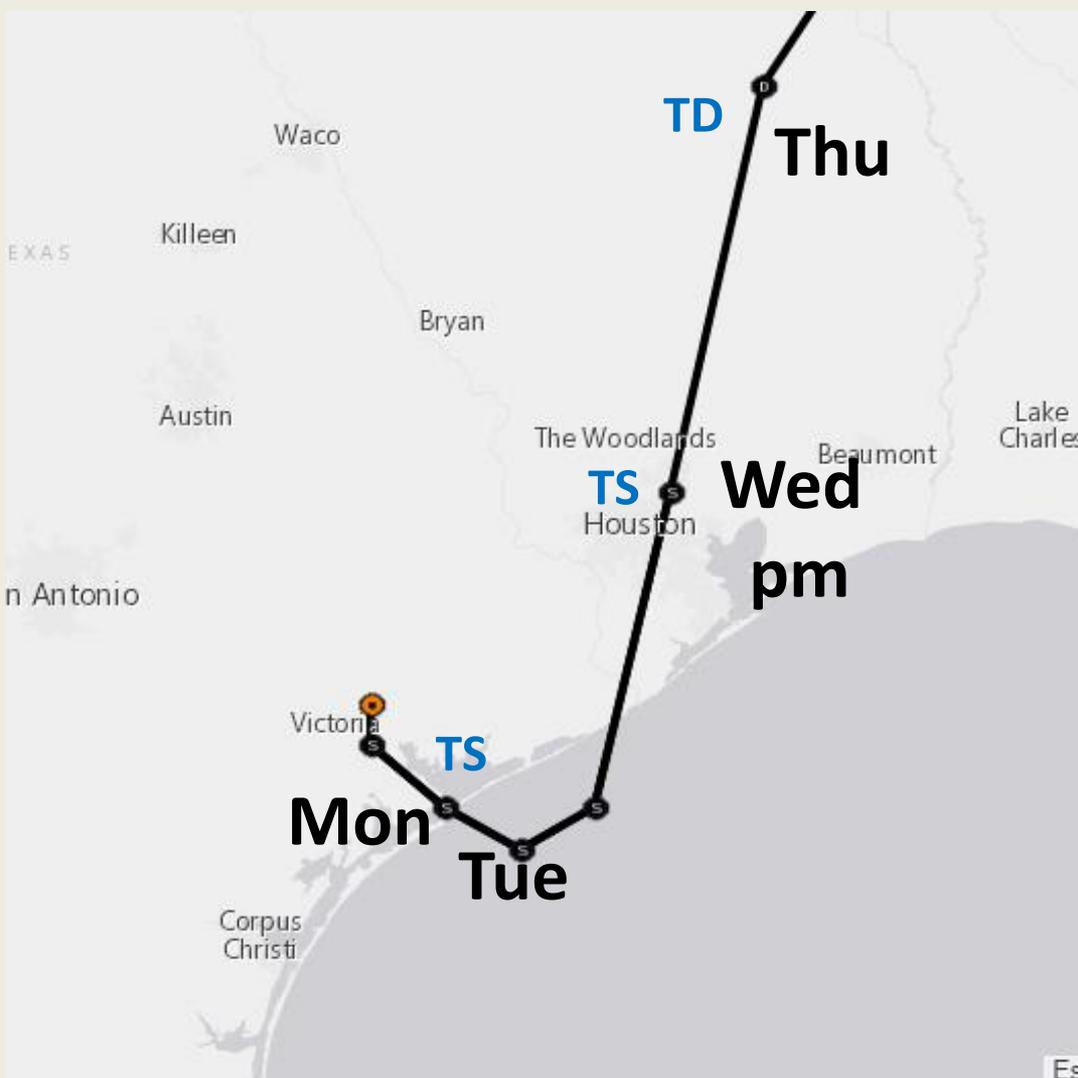 D
TD
Waco
Thu
Killeen
EXAS
Bryan
Austin
Lake
Charles
The Woodlands
Beaumont
TS
S
Wed
Houston
pm
n Antonio
Victoria
S
TS
S
S
Mon
S
Tue
Corpus
Christi
Es